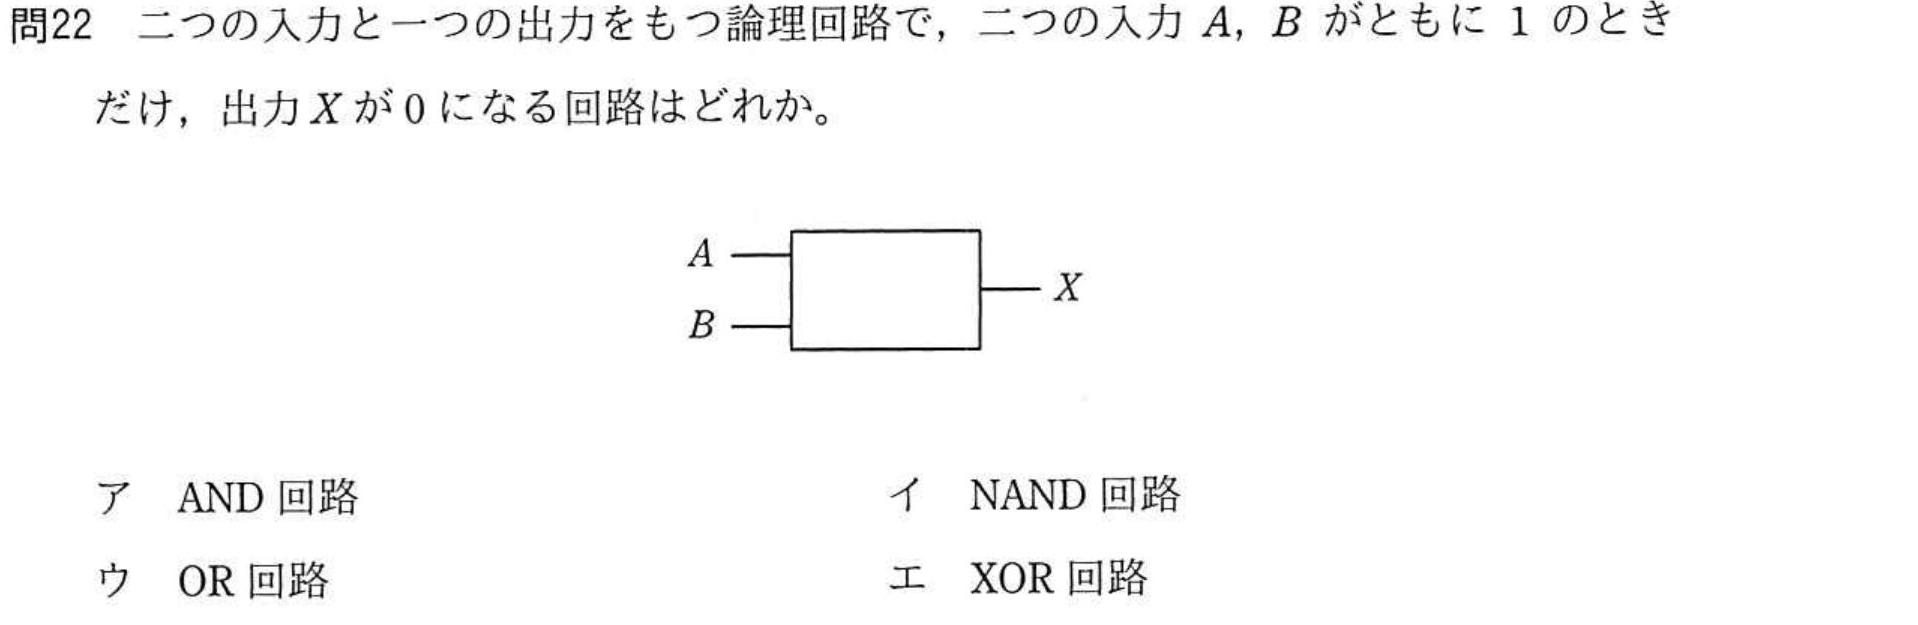 問22 二つの入力と一つの出力をもつ論理回路で，二つの入力 A，B がともに 1 のとき
だけ，出力 X が 0 になる回路はどれか。
A
B
X
ア AND 回路
イ NAND 回路
ウ OR 回路
エ XOR 回路